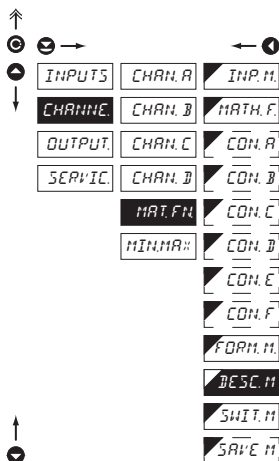 INPUTS CHAN. A INP. M.
CHANNE. CHAN. B MATH. F.
OUTPUT. CHAN. C CON. A
SERVIC. CHAN. D CON. B
MAT. FN. CON. C
MIN.MAX CON. D
CON. E
CON. F
FORM. M.
DESC. M
SWIT. M
SAVE M